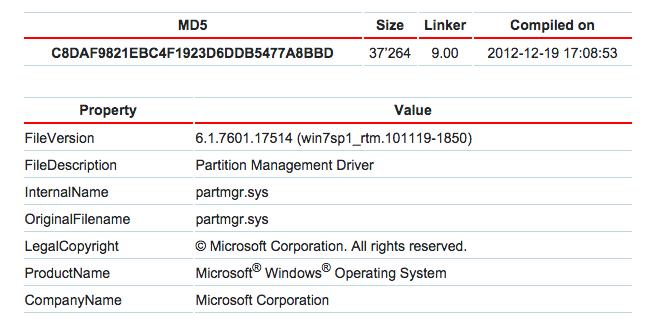 MD5 Size Linker Compiled on
C8DAF9821EBC4F1923D6DDB5477A8BBD 37'264 9.00 2012-12-19 17:08:53
Property Value
FileVersion 6.1.7601.17514 (win7sp1_rtm.101119-1850)
FileDescription Partition Management Driver
InternalName partmgr.sys
OriginalFilename partmgr.sys
LegalCopyright © Microsoft Corporation. All rights reserved.
ProductName Microsoft® Windows® Operating System
CompanyName Microsoft Corporation